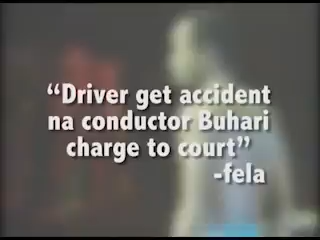 “Driver get accident
na conductor Buhari
charge to court”
-fela